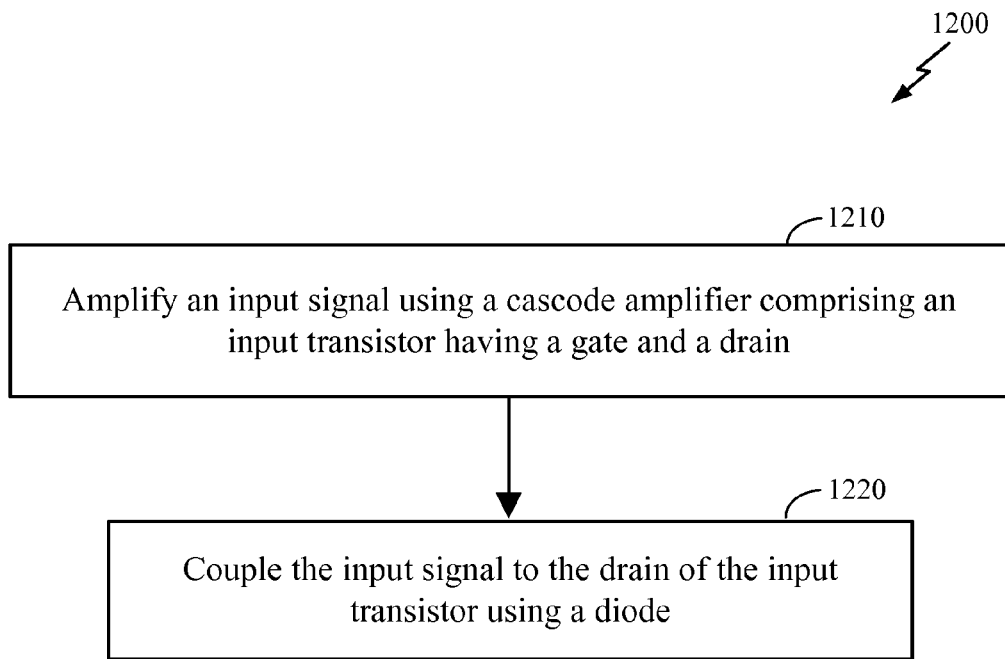 1200
1210
Amplify an input signal using a cascode amplifier comprising an
input transistor having a gate and a drain
1220
Couple the input signal to the drain of the input
transistor using a diode